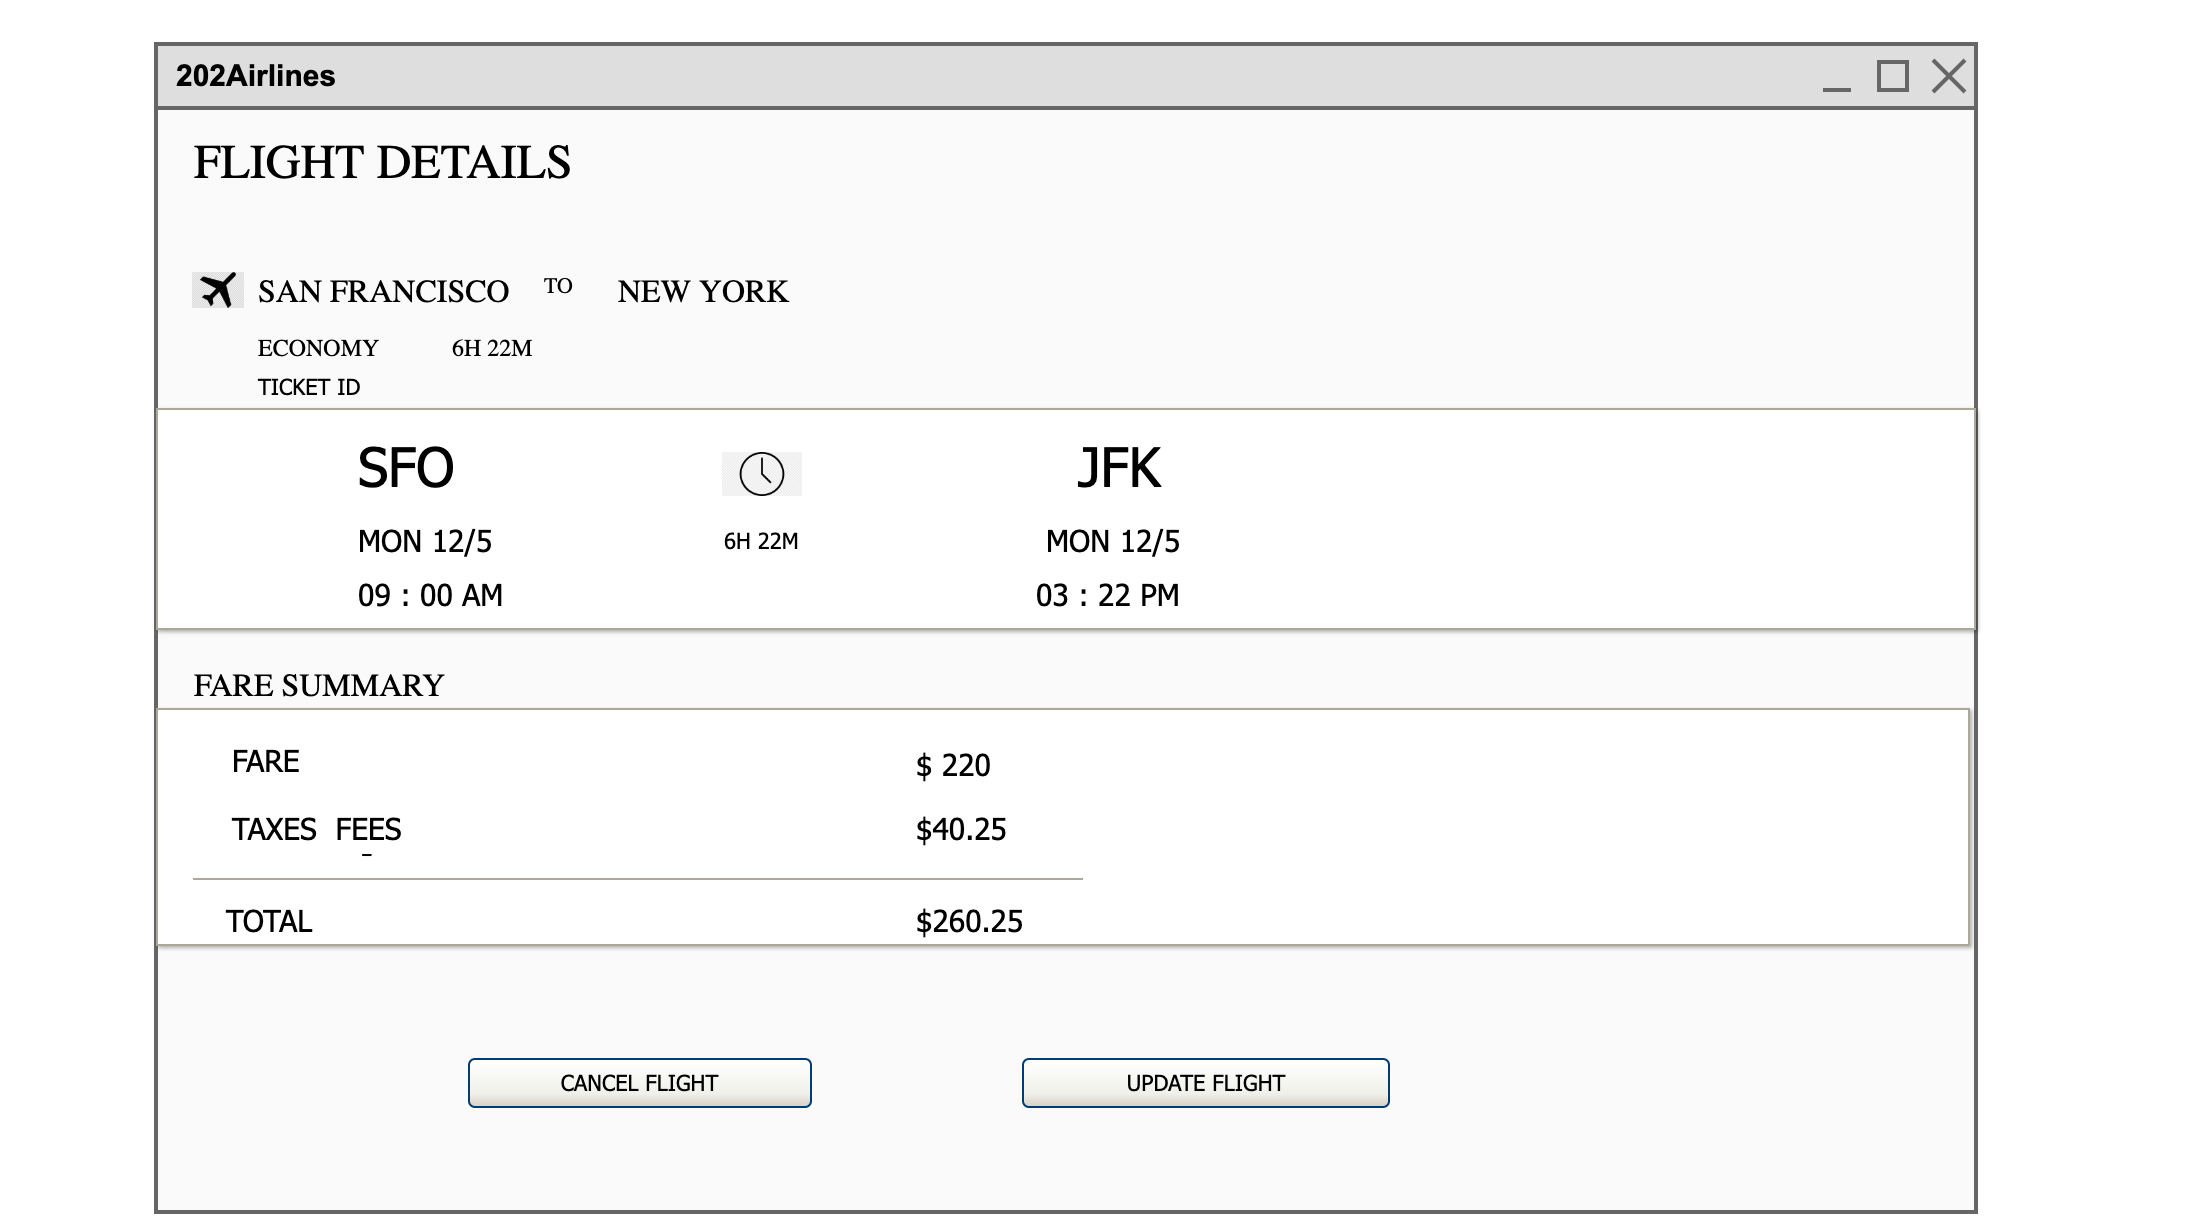 202Airlines
FLIGHT DETAILS
SAN FRANCISCO TO NEW YORK
ECONOMY 6H 22M
TICKET ID
SFO JFK
MON 12/5 6H 22M MON 12/5
09 : 00 AM 03 : 22 PM
FARE SUMMARY
FARE $ 220
TAXES FEES $40.25
TOTAL $260.25
CANCEL FLIGHT UPDATE FLIGHT